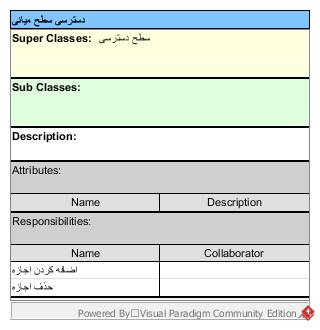 دسترسی سطح میانی
Super Classes: سطح دسترسی
Sub Classes:
Description:
Attributes:
Name Description
Responsibilities:
Name Collaborator
اضافه کردن اجازه
حذف اجازه
Powered By□Visual Paradigm Community Edition